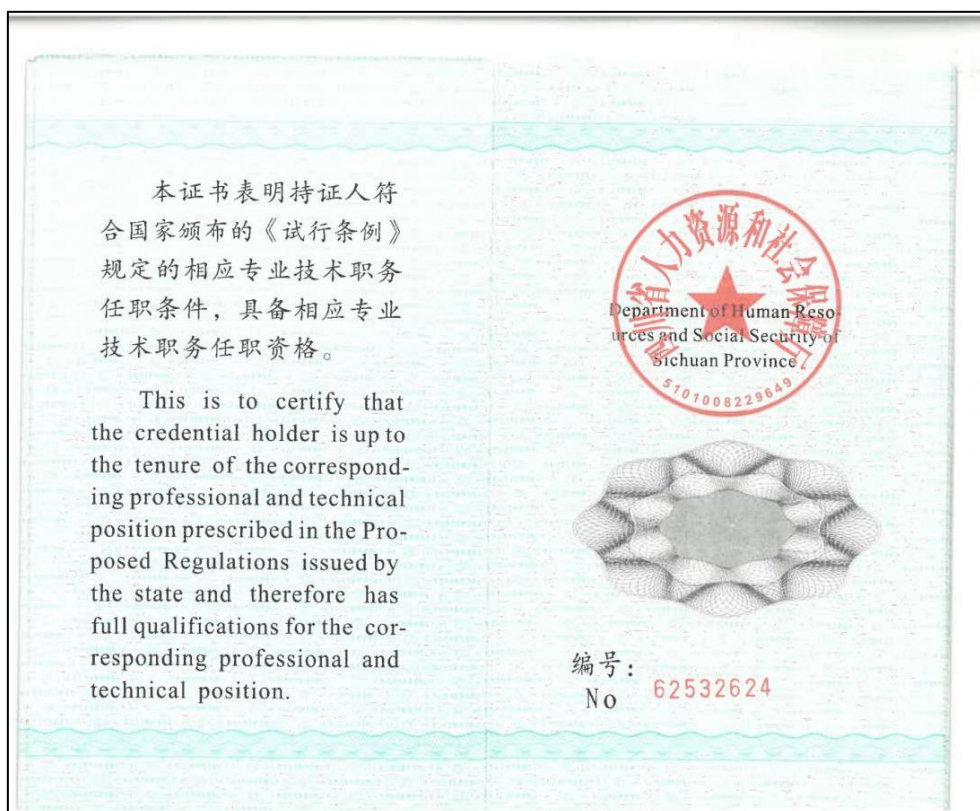 本证书表明持证人符
合国家颁布的《试行条例》
规定的相应专业技术职务
任职条件，具备相应专业
技术职务任职资格。
This is to certify that
the credential holder is up to
the tenure of the correspond-
ing professional and technical
position prescribed in the Pro-
posed Regulations issued by
the state and therefore has
full qualifications for the cor-
responding professional and
technical position.
四川省人力资源和社会保障厅
Department of Human Reso-
urces and Social Security of
Sichuan Province
5101008229649
编号：
No 62532624